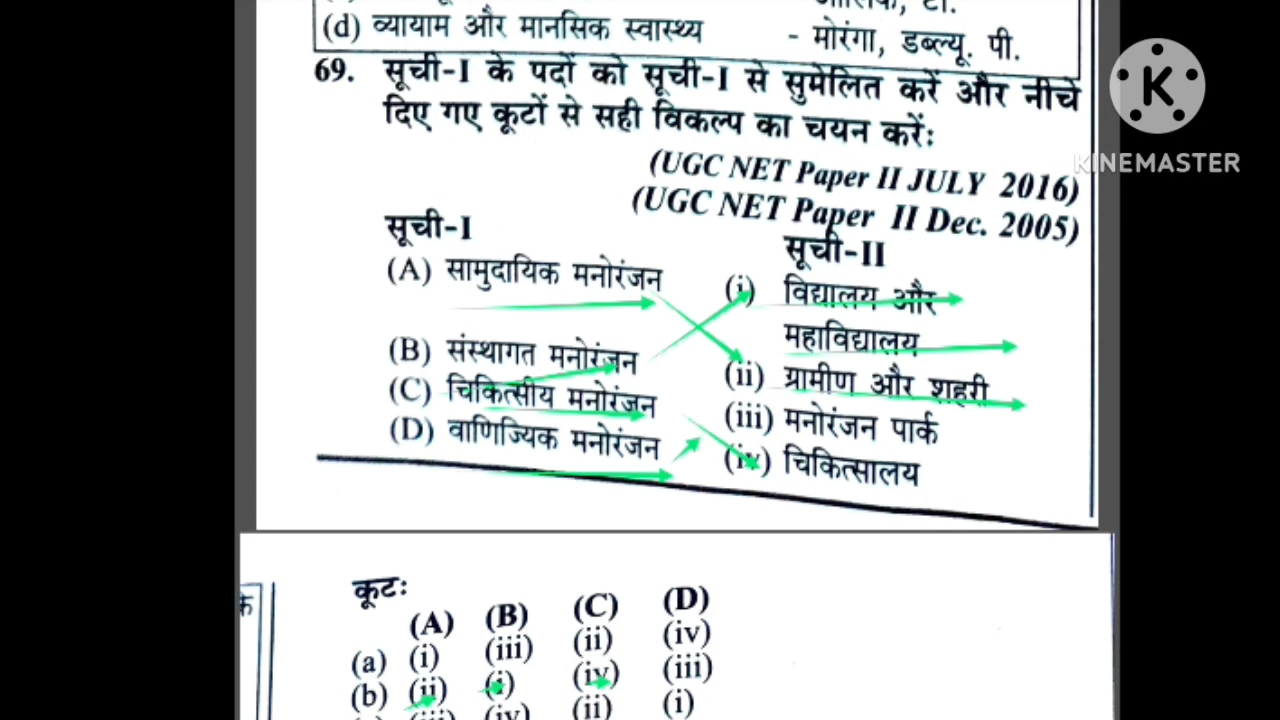 (d) व्यायाम और मानसिक स्वास्थ्य - मोरंगा, डब्ल्यू. पी.
69. सूची-I के पदों को सूची-I से सुमेलित करें और नीचे
दिए गए कूटों से सही विकल्प का चयन करें:
K
KINEMASTER
(UGC NET Paper II JULY 2016)
(UGC NET Paper II Dec. 2005)
सूची-I सूची-II
(A) सामुदायिक मनोरंजन (i) विद्यालय और
महाविद्यालय
(B) संस्थागत मनोरंजन (ii) ग्रामीण और शहरी
(C) चिकित्सीय मनोरंजन (iii) मनोरंजन पार्क
(D) वाणिज्यिक मनोरंजन (iv) चिकित्सालय
कूटः
(A) (B) (C) (D)
(a) (i) (iii) (ii) (iv)
(b) (ii) (i) (iv) (iii)
(iii) (iv) (ii) (i)